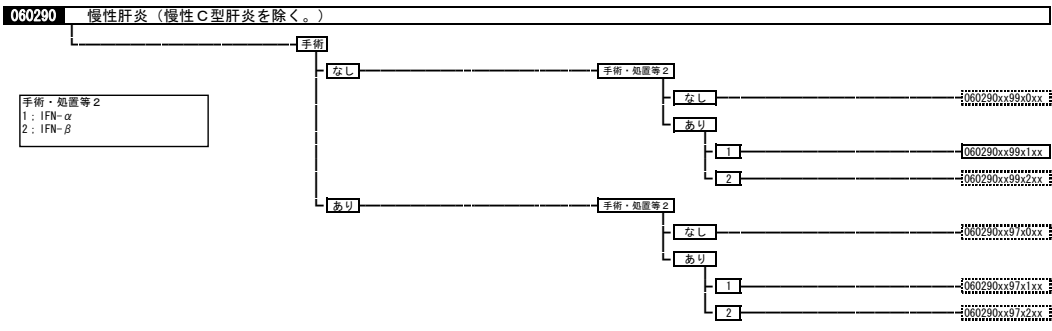 060290 慢性肝炎（慢性Ｃ型肝炎を除く。）
手術
なし 手術・処置等２
手術・処置等２
1：IFN-α
2：IFN-β
なし 060290xx99x0xx
あり
1 060290xx99x1xx
2 060290xx99x2xx
あり 手術・処置等２
なし 060290xx97x0xx
あり
1 060290xx97x1xx
2 060290xx97x2xx